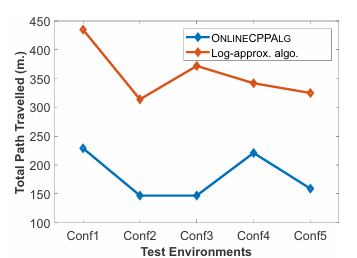 450
400
350
300
250
200
150
100
Total Path Travelled (m.)
ONLINECPPALG
Log-approx. algo.
Conf1 Conf2 Conf3 Conf4 Conf5
Test Environments